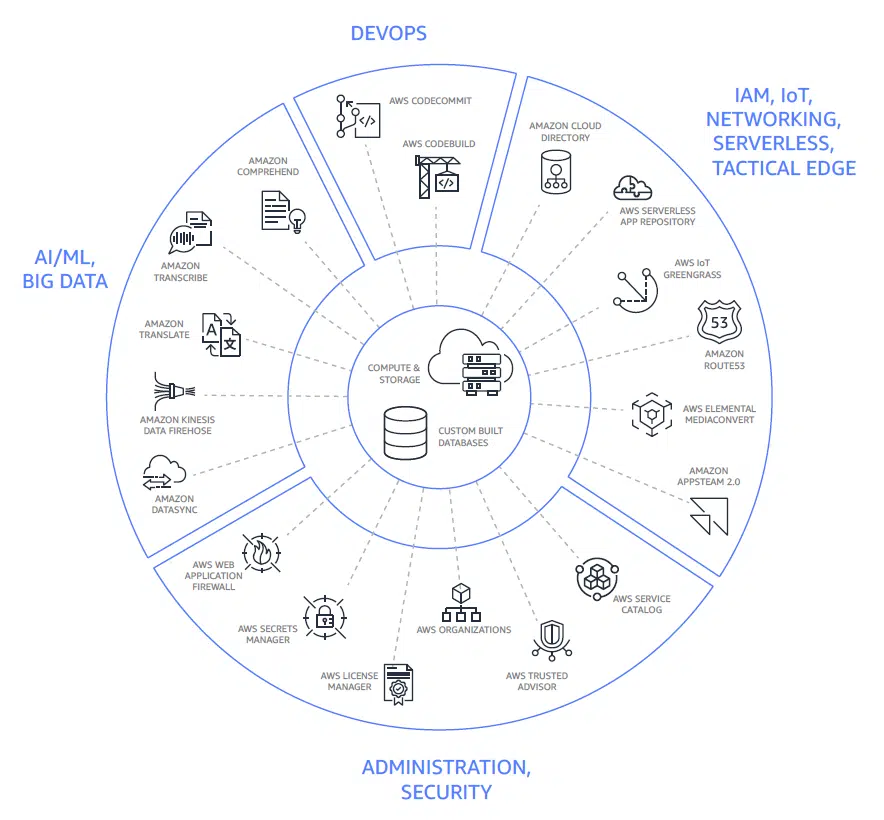 DEVOPS
IAM, IoT,
NETWORKING,
SERVERLESS,
TACTICAL EDGE
AI/ML,
BIG DATA
ADMINISTRATION,
SECURITY
AWS CODECOMMIT
</>
AWS CODEBUILD
</>
AMAZON CLOUD
DIRECTORY
AWS SERVERLESS
APP REPOSITORY
AWS IoT
GREENGRASS
53
AMAZON
ROUTE53
AWS ELEMENTAL
MEDIACONVERT
AMAZON
APPSTEAM 2.0
AMAZON
COMPREHEND
AMAZON
TRANSCRIBE
AMAZON
TRANSLATE
A
文
AMAZON KINESIS
DATA FIREHOSE
AMAZON
DATASYNC
COMPUTE &
STORAGE
CUSTOM BUILT
DATABASES
AWS WEB
APPLICATION
FIREWALL
AWS SECRETS
MANAGER
AWS LICENSE
MANAGER
AWS ORGANIZATIONS
AWS TRUSTED
ADVISOR
AWS SERVICE
CATALOG